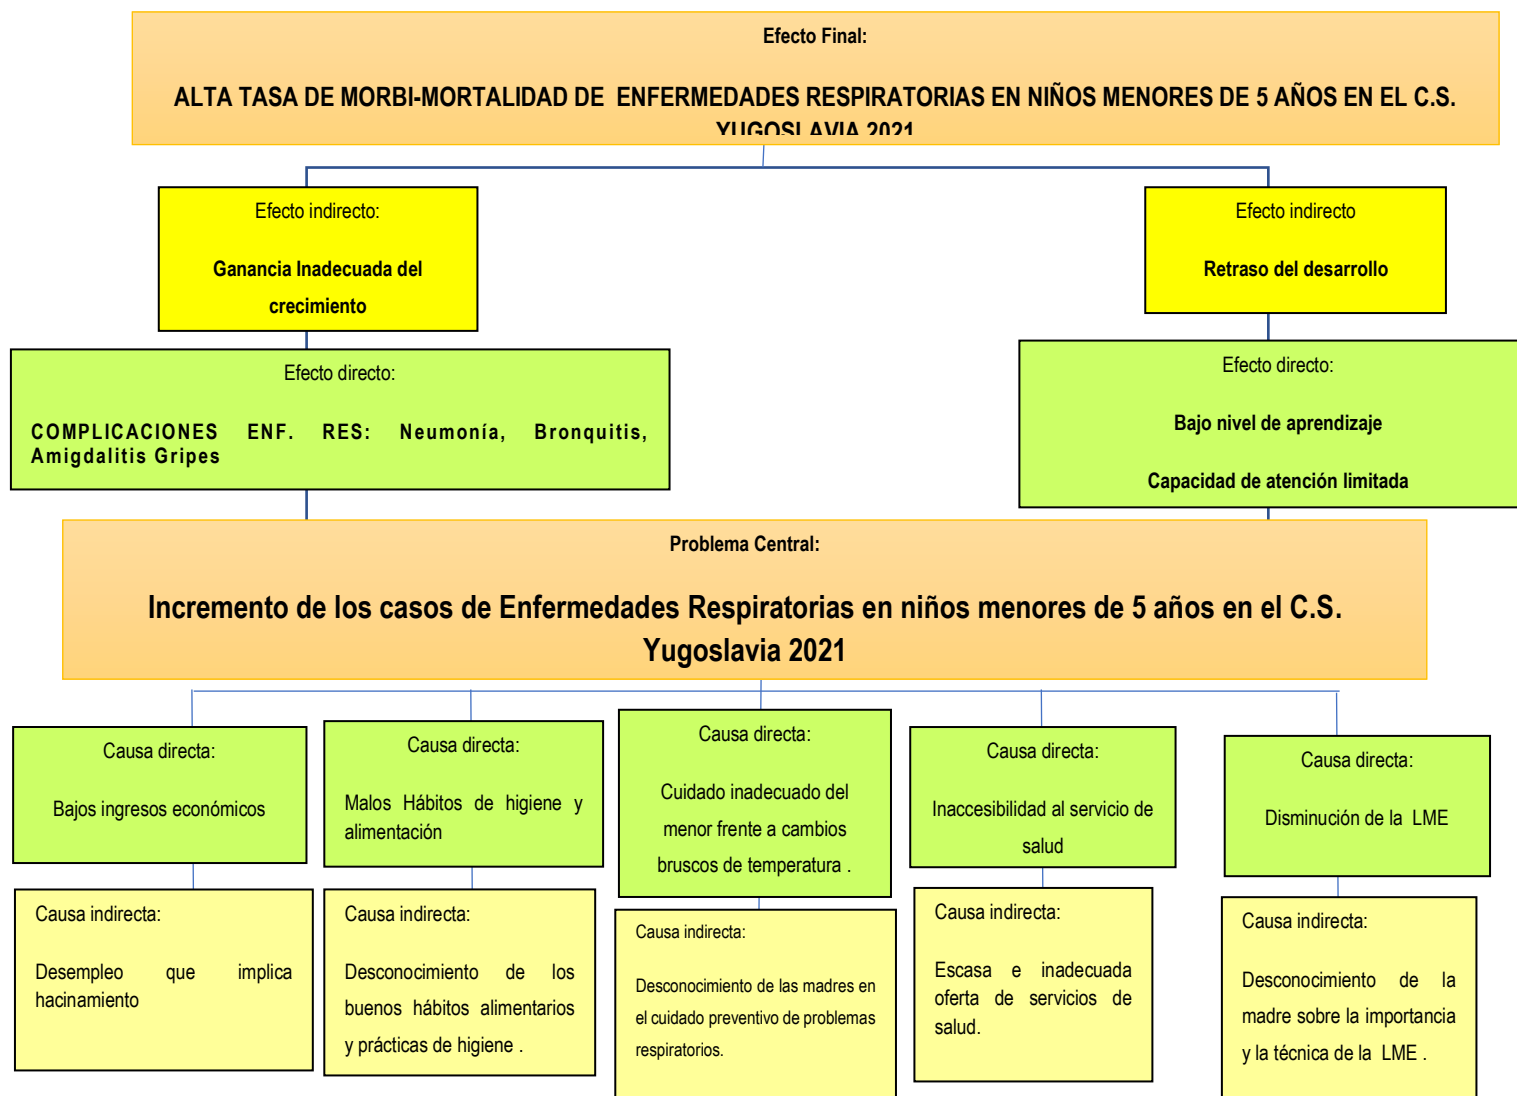 Efecto Final:
ALTA TASA DE MORBI-MORTALIDAD DE ENFERMEDADES RESPIRATORIAS EN NIÑOS MENORES DE 5 AÑOS EN EL C.S.
YUGOSLAVIA 2021
Efecto indirecto:
Ganancia Inadecuada del
crecimiento
Efecto indirecto
Retraso del desarrollo
Efecto directo:
COMPLICACIONES ENF. RES: Neumonía, Bronquitis,
Amigdalitis Gripes
Efecto directo:
Bajo nivel de aprendizaje
Capacidad de atención limitada
Problema Central:
Incremento de los casos de Enfermedades Respiratorias en niños menores de 5 años en el C.S.
Yugoslavia 2021
Causa directa:
Bajos ingresos económicos
Causa directa:
Malos Hábitos de higiene y
alimentación
Causa directa:
Cuidado inadecuado del
menor frente a cambios
bruscos de temperatura .
Causa directa:
Inaccesibilidad al servicio de
salud
Causa directa:
Disminución de la LME
Causa indirecta:
Desempleo que implica
hacinamiento
Causa indirecta:
Desconocimiento de los
buenos hábitos alimentarios
y prácticas de higiene .
Causa indirecta:
Desconocimiento de las madres en
el cuidado preventivo de problemas
respiratorios.
Causa indirecta:
Escasa e inadecuada
oferta de servicios de
salud.
Causa indirecta:
Desconocimiento de la
madre sobre la importancia
y la técnica de la LME .